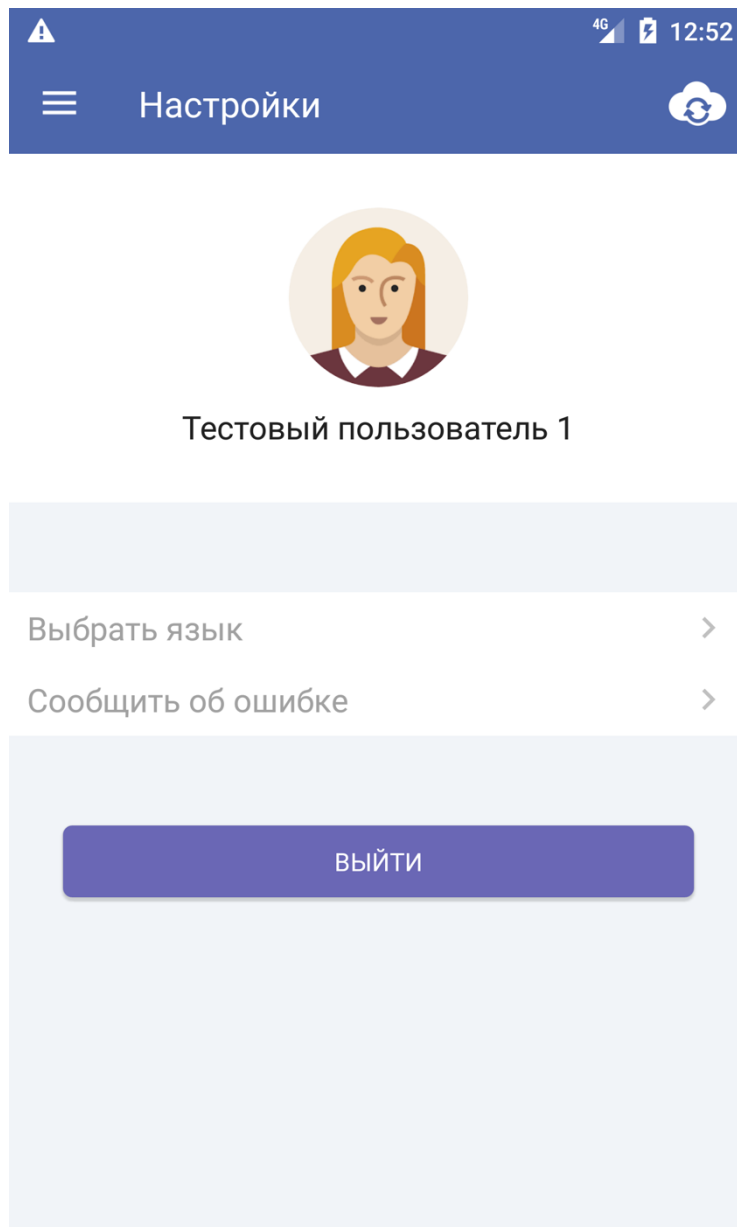 4G 12:52
Настройки
Тестовый пользователь 1
Выбрать язык
Сообщить об ошибке
ВЫЙТИ